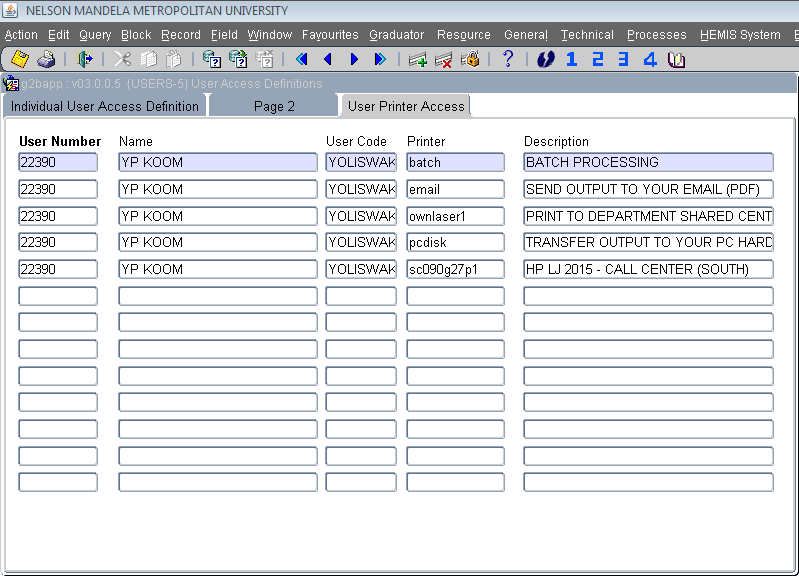 NELSON MANDELA METROPOLITAN UNIVERSITY
Action Edit Query Block Record Field Window Favourites Graduator Resource General Technical Processes HEMIS System E
? 1 2 3 4
g2bapp : v03.0.0.5 {USERS-5} User Access Definitions
Individual User Access Definition Page 2 User Printer Access
User Number Name User Code Printer Description
22390 YP KOOM YOLISWAK batch BATCH PROCESSING
22390 YP KOOM YOLISWAK email SEND OUTPUT TO YOUR EMAIL (PDF)
22390 YP KOOM YOLISWAK ownlaser1 PRINT TO DEPARTMENT SHARED CENT
22390 YP KOOM YOLISWAK pcdisk TRANSFER OUTPUT TO YOUR PC HARD
22390 YP KOOM YOLISWAK sc090g27p1 HP LJ 2015 - CALL CENTER (SOUTH)